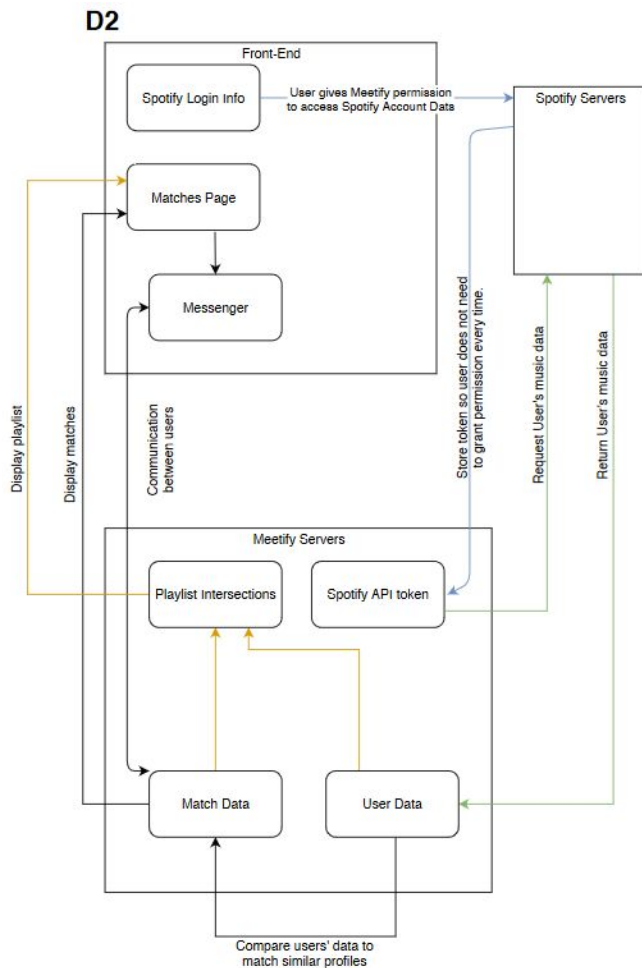 D2
Front-End
Spotify Login Info
User gives Meetify permission
to access Spotify Account Data
Spotify Servers
Matches Page
Messenger
Display playlist
Display matches
Communication
between users
Store token so user does not need
to grant permission every time.
Request User's music data
Return User's music data
Meetify Servers
Playlist Intersections
Spotify API token
Match Data
User Data
Compare users' data to
match similar profiles